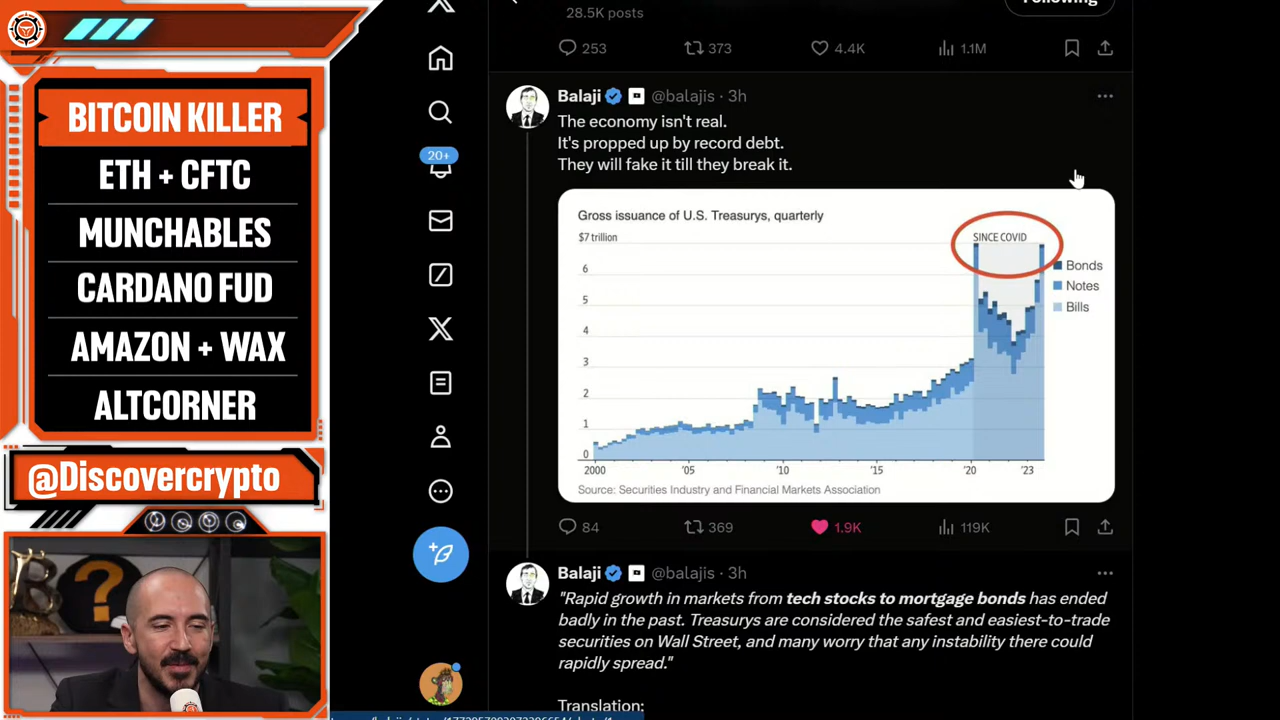 BITCOIN KILLER
ETH + CFTC
MUNCHABLES
CARDANO FUD
AMAZON + WAX
ALTCORNER
@Discovercrypto
20+
28.5K posts
Following
253 373 4.4K 1.1M
Balaji @balajis · 3h
The economy isn't real.
It's propped up by record debt.
They will fake it till they break it.
Gross issuance of U.S. Treasurys, quarterly
$7 trillion
SINCE COVID
6
5
4
3
2
1
0
Bonds
Notes
Bills
2000 '05 '10 '15 '20 '23
Source: Securities Industry and Financial Markets Association
84 369 1.9K 119K
Balaji @balajis · 3h
"Rapid growth in markets from tech stocks to mortgage bonds has ended
badly in the past. Treasurys are considered the safest and easiest-to-trade
securities on Wall Street, and many worry that any instability there could
rapidly spread."
Translation: